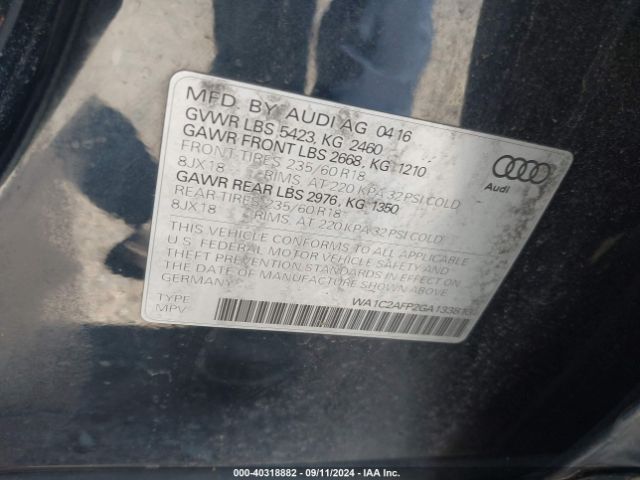 MFD. BY AUDI AG 04 16
GVWR LBS 5423, KG 2460
GAWR FRONT LBS 2668, KG 1210
FRONT-TIRES 235/60 R18
8JX18 RIMS, AT 220 KPA 32 PSI COLD
GAWR REAR LBS 2976, KG 1350
REAR-TIRES 235/60 R18
8JX18 RIMS, AT 220 KPA 32 PSI COLD
THIS VEHICLE CONFORMS TO ALL APPLICABLE
U.S. FEDERAL MOTOR VEHICLE SAFETY AND
THEFT PREVENTION STANDARDS IN EFFECT ON
THE DATE OF MANUFACTURE SHOWN ABOVE
GERMANY
TYPE
MPV
Audi
000-40318882 - 09/11/2024 - IAA Inc.